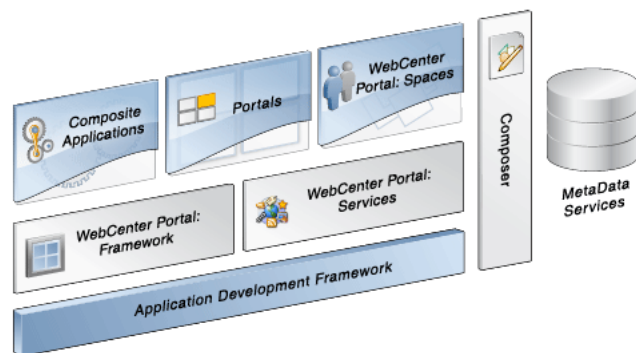 Composite
Applications
Portals
WebCenter
Portal: Spaces
Composer
MetaData
Services
WebCenter Portal:
Framework
WebCenter Portal:
Services
Application Development Framework